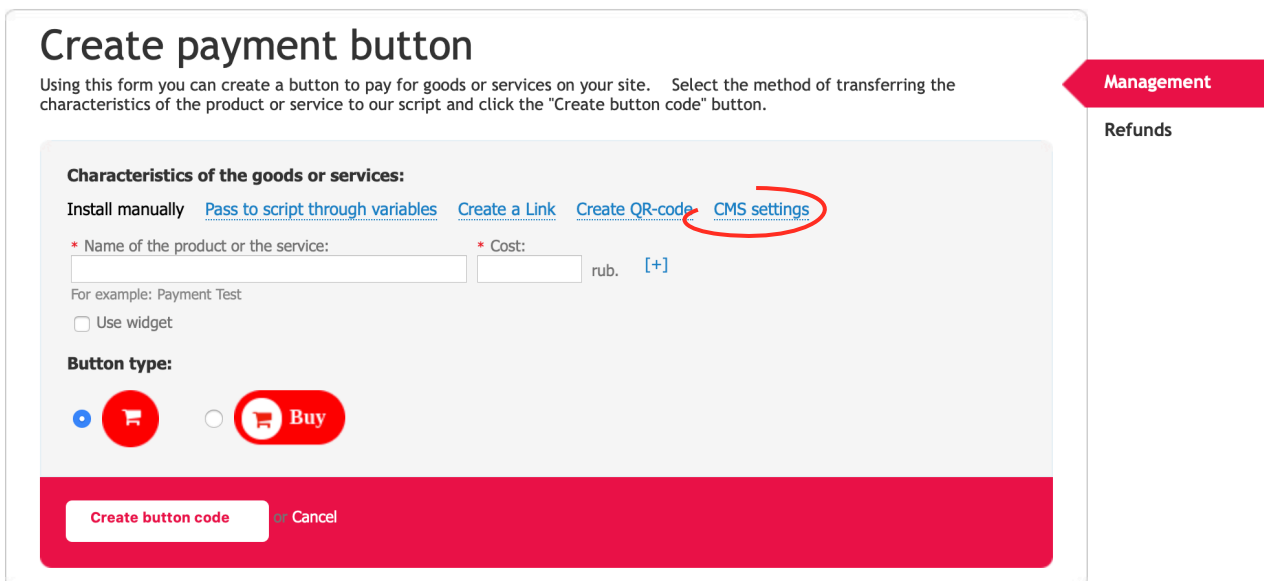 Create payment button
Using this form you can create a button to pay for goods or services on your site. Select the method of transferring the
characteristics of the product or service to our script and click the "Create button code" button.
Management
Refunds
Characteristics of the goods or services:
Install manually Pass to script through variables Create a Link Create QR-code CMS settings
* Name of the product or the service: * Cost:
rub. [+]
For example: Payment Test
Use widget
Button type:
Buy
Create button code or Cancel